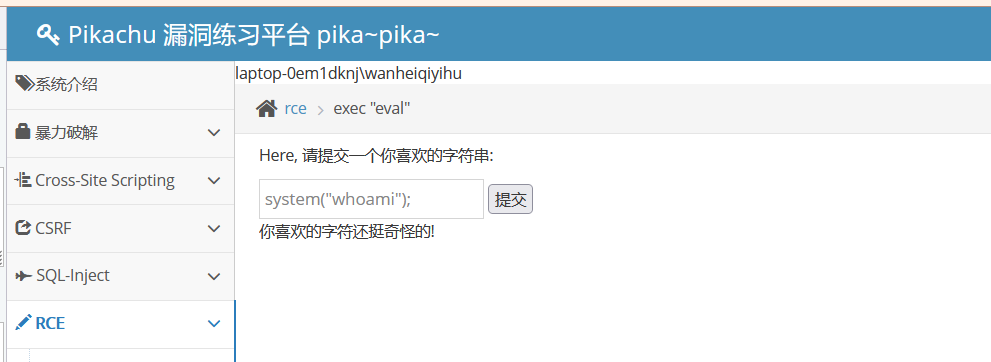 Pikachu 漏洞练习平台 pika~pika~
系统介绍
暴力破解
Cross-Site Scripting
CSRF
SQL-Inject
RCE
laptop-0em1dknj\wanheiqiyihu
rce > exec "eval"
Here, 请提交一个你喜欢的字符串:
system("whoami"); 提交
你喜欢的字符还挺奇怪的!